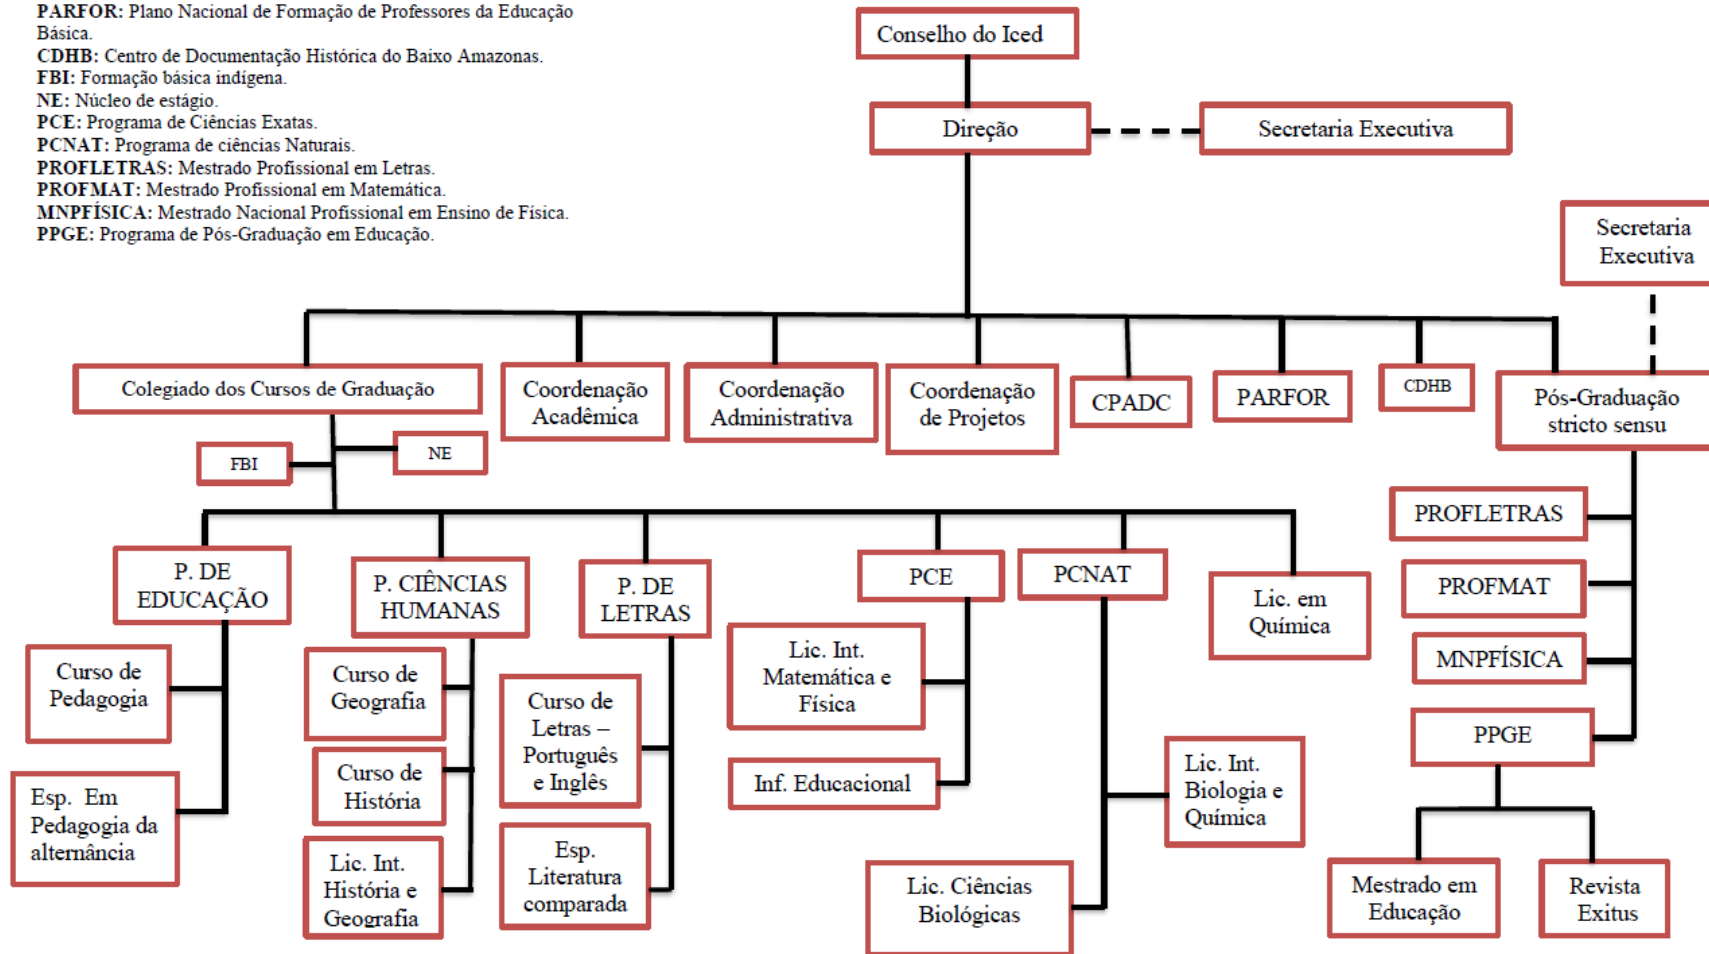 PARFOR: Plano Nacional de Formação de Professores da Educação
Básica.
CDHB: Centro de Documentação Histórica do Baixo Amazonas.
FBI: Formação básica indígena.
NE: Núcleo de estágio.
PCE: Programa de Ciências Exatas.
PCNAT: Programa de ciências Naturais.
PROFLETRAS: Mestrado Profissional em Letras.
PROFMAT: Mestrado Profissional em Matemática.
MNPFÍSICA: Mestrado Nacional Profissional em Ensino de Física.
PPGE: Programa de Pós-Graduação em Educação.
Conselho do Iced
Direção
Secretaria Executiva
Secretaria
Executiva
Colegiado dos Cursos de Graduação
Coordenação
Acadêmica
Coordenação
Administrativa
Coordenação
de Projetos
CPADC
PARFOR
CDHB
Pós-Graduação
stricto sensu
FBI
NE
P. DE
EDUCAÇÃO
P. CIÊNCIAS
HUMANAS
P. DE
LETRAS
PCE
PCNAT
Lic. em
Química
PROFLETRAS
PROFMAT
MNPFÍSICA
PPGE
Curso de
Pedagogia
Esp. Em
Pedagogia da
alternância
Curso de
Geografia
Curso de
História
Lic. Int.
História e
Geografia
Curso de
Letras –
Português
e Inglês
Esp.
Literatura
comparada
Lic. Int.
Matemática e
Física
Inf. Educacional
Lic. Int.
Biologia e
Química
Lic. Ciências
Biológicas
Mestrado em
Educação
Revista
Exitus